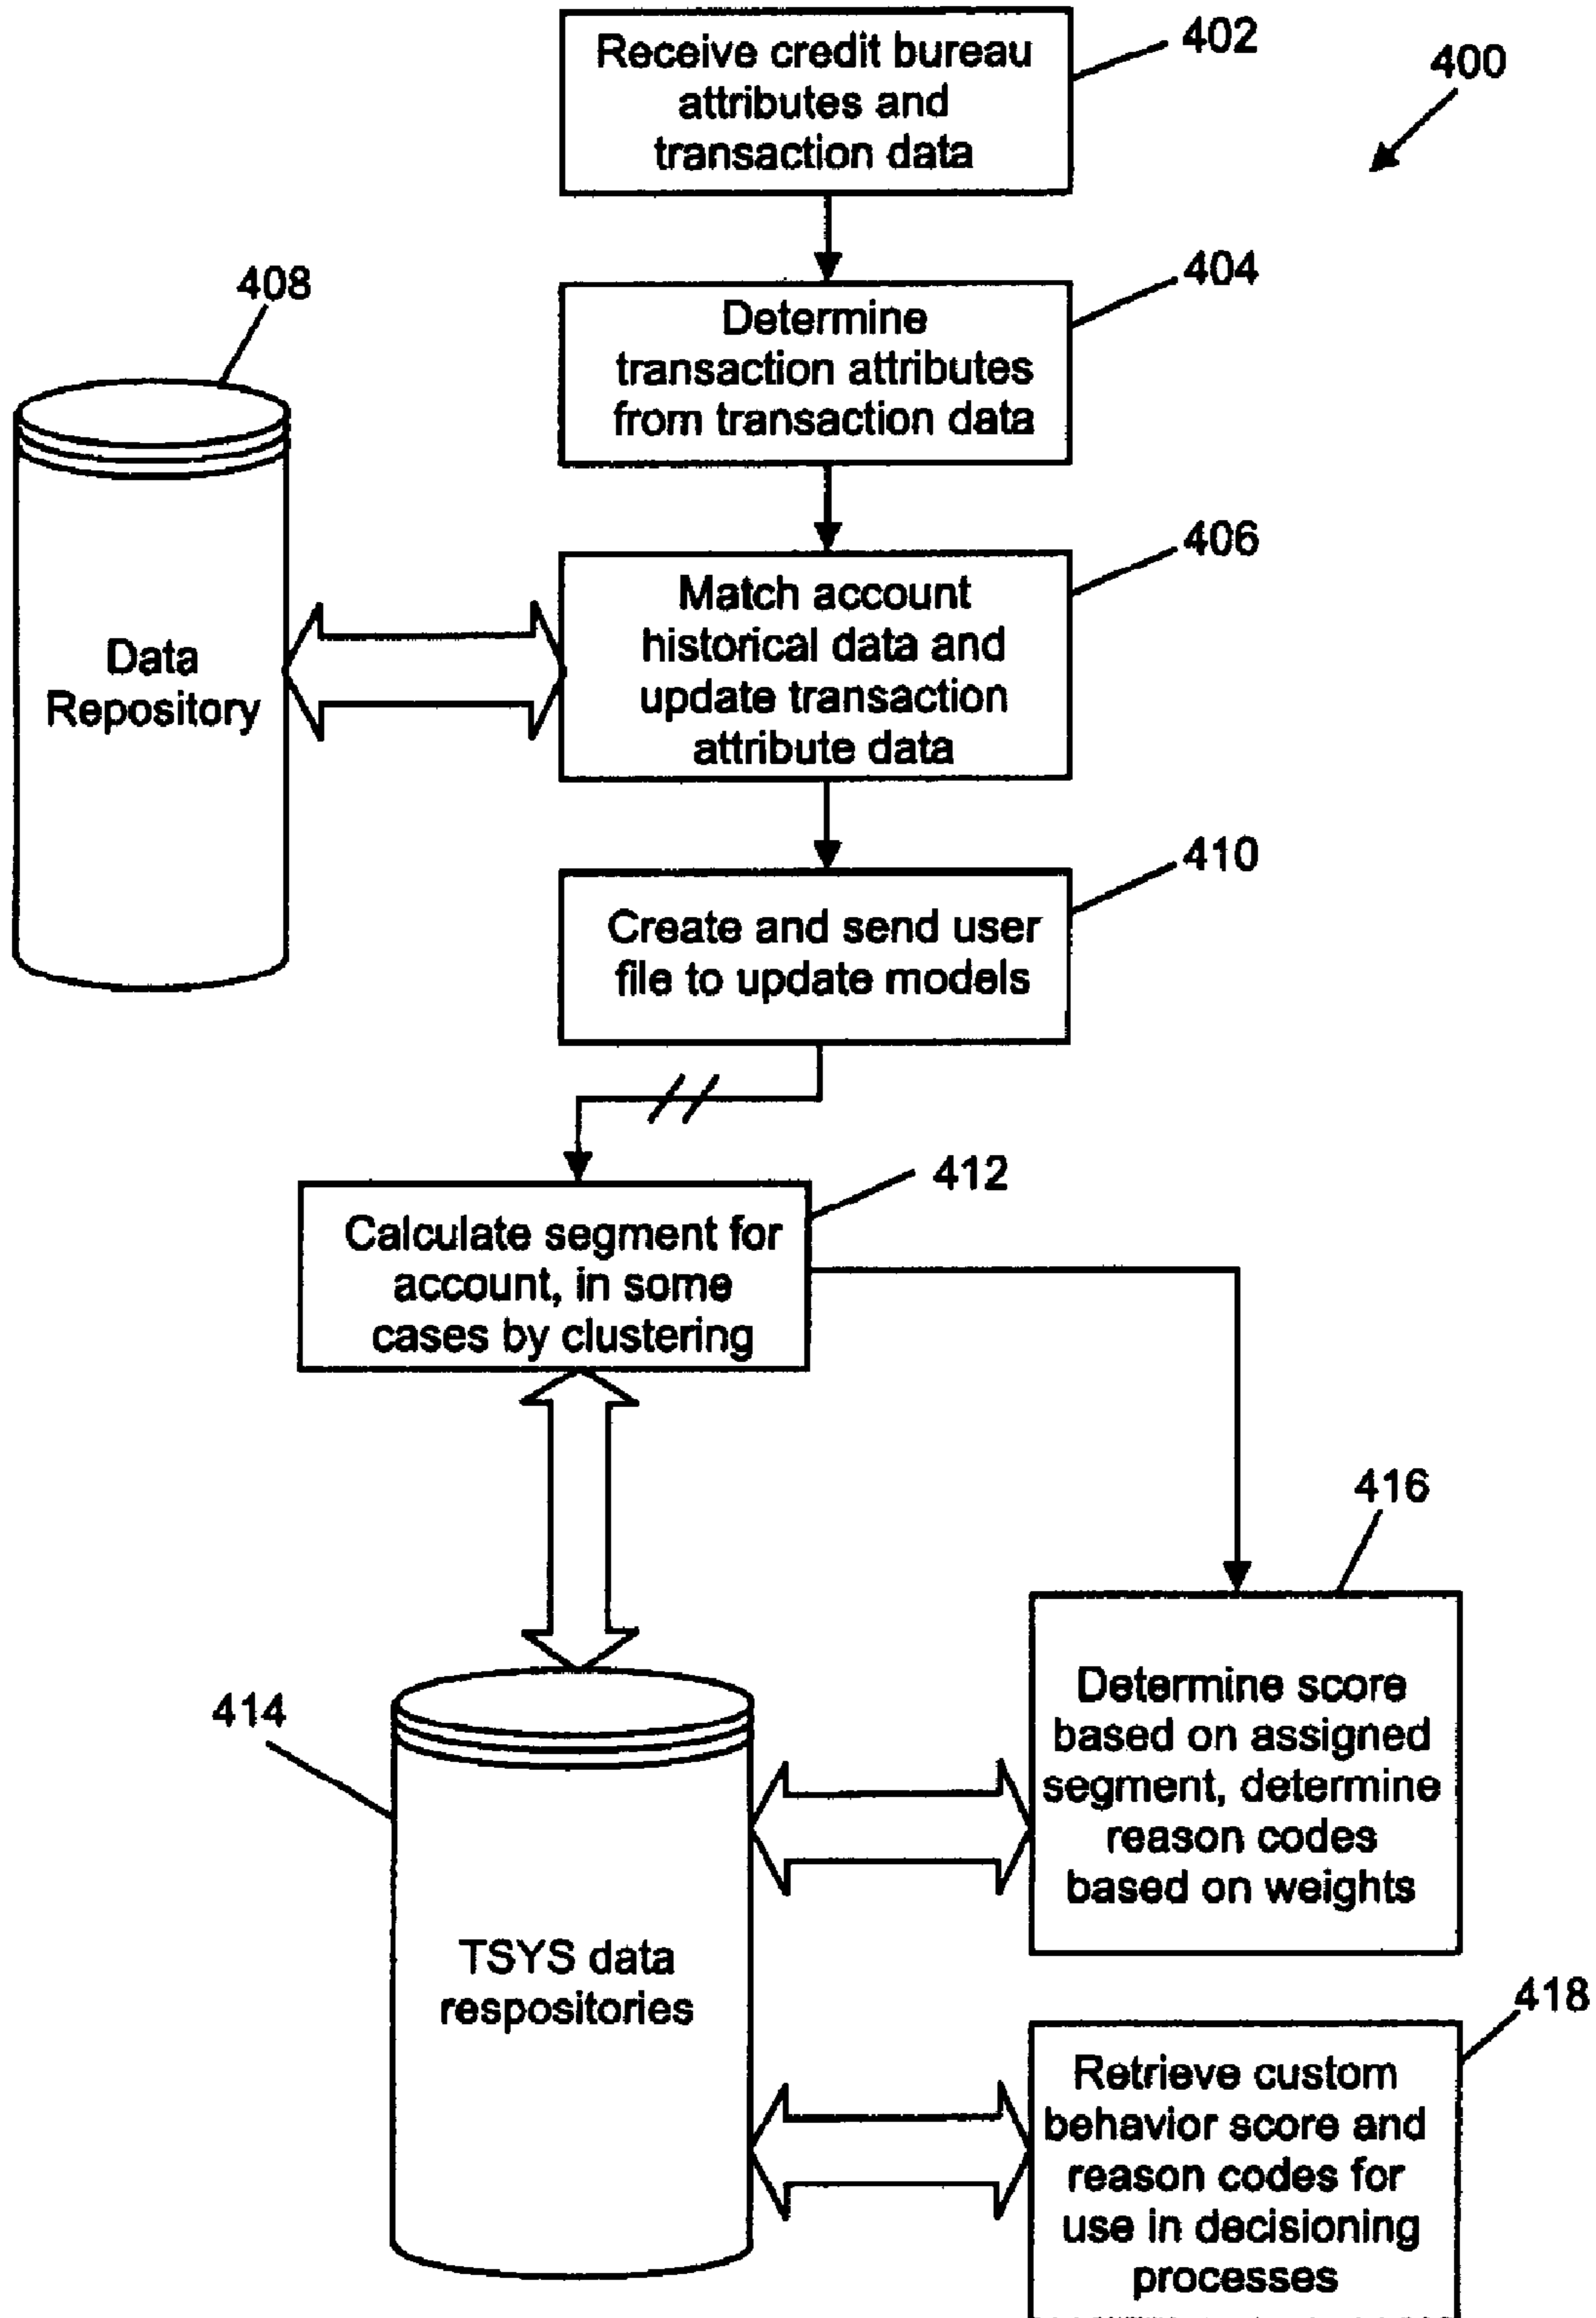 Receive credit bureau
attributes and
transaction data
402
400
Determine
transaction attributes
from transaction data
404
408
Data
Repository
Match account
historical data and
update transaction
attribute data
406
Create and send user
file to update models
410
Calculate segment for
account, in some
cases by clustering
412
416
414
TSYS data
respositories
Determine score
based on assigned
segment, determine
reason codes
based on weights
418
Retrieve custom
behavior score and
reason codes for
use in decisioning
processes